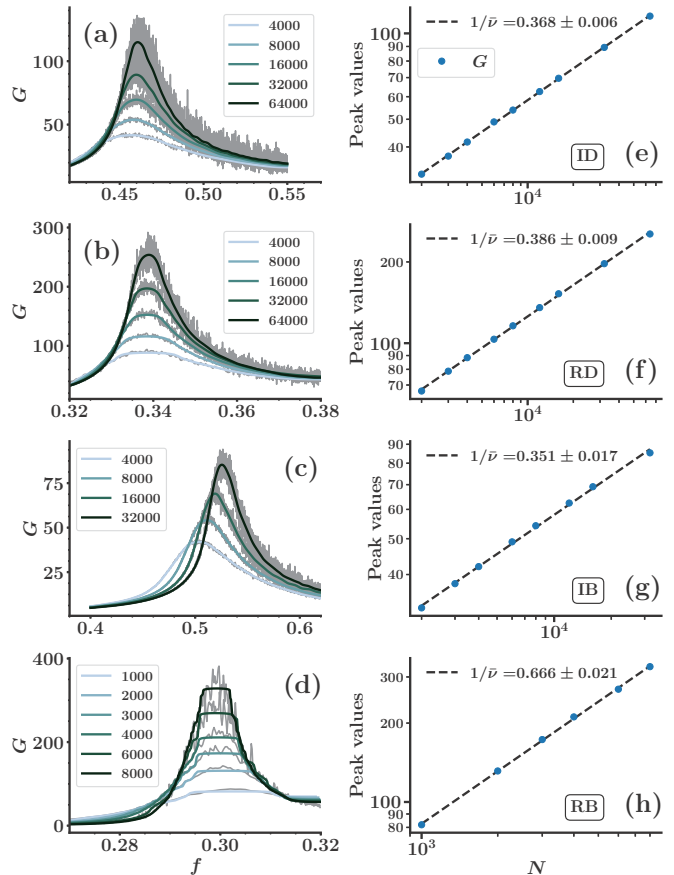 (a)
4000
8000
16000
32000
64000
G
100
50
0.45
0.50
0.55
1/ν̄ =0.368 ± 0.006
G
Peak values
100
90
80
70
60
40
10⁴
ID
(e)
(b)
4000
8000
16000
32000
64000
G
300
200
100
0.32
0.34
0.36
0.38
1/ν̄ =0.386 ± 0.009
Peak values
200
100
90
80
70
10⁴
RD
(f)
(c)
4000
8000
16000
32000
G
75
50
25
0.4
0.5
0.6
1/ν̄ =0.351 ± 0.017
Peak values
90
80
70
60
40
10⁴
IB
(g)
(d)
1000
2000
3000
4000
6000
8000
G
400
200
0
0.28
0.30
0.32
f
1/ν̄ =0.666 ± 0.021
Peak values
300
200
100
90
80
10³
RB
(h)
N